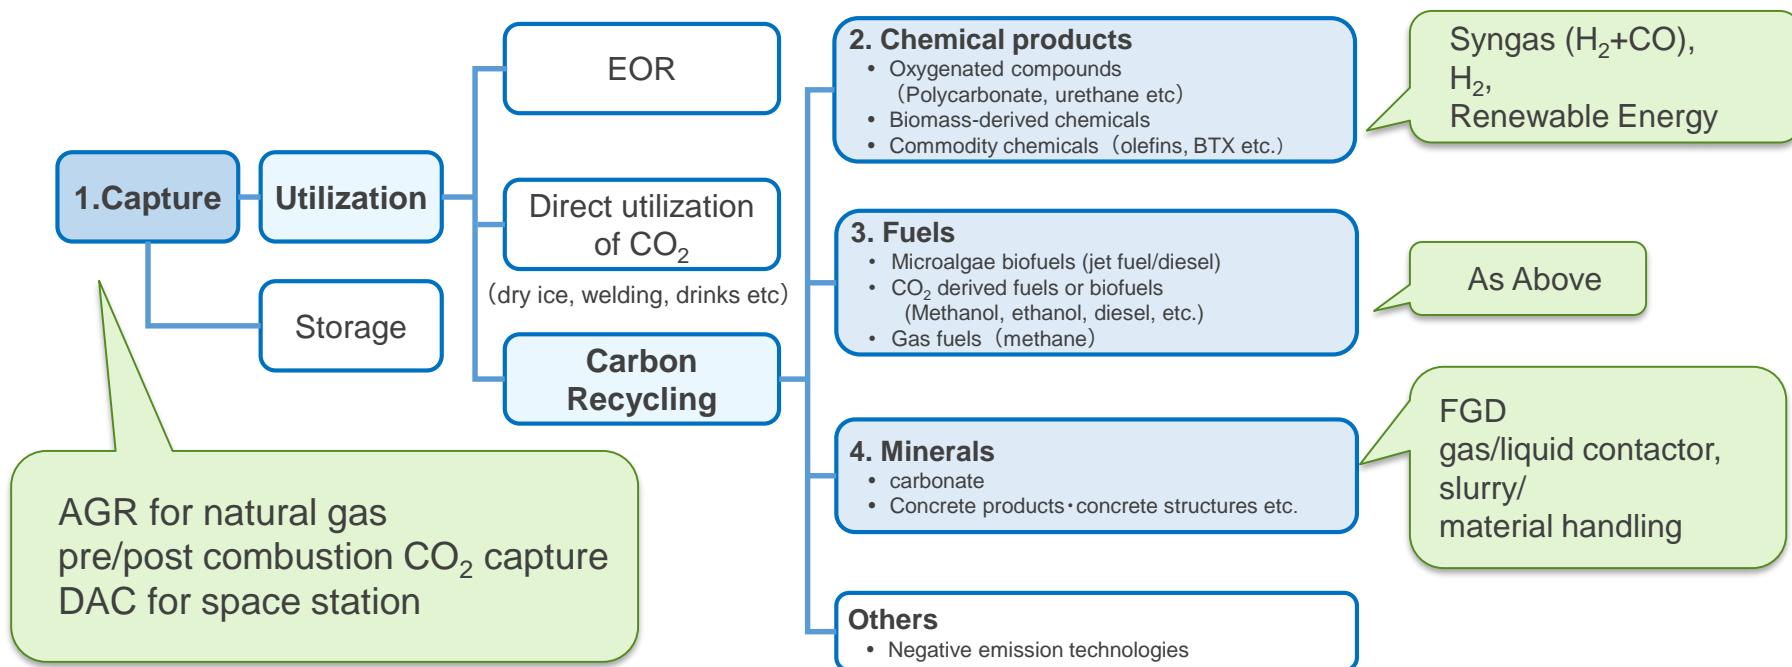 1.Capture
Utilization
Storage
EOR
Direct utilization
of CO₂
（dry ice, welding, drinks etc）
Carbon
Recycling
2. Chemical products
• Oxygenated compounds
（Polycarbonate, urethane etc）
• Biomass-derived chemicals
• Commodity chemicals（olefins, BTX etc.）
3. Fuels
• Microalgae biofuels (jet fuel/diesel)
• CO₂ derived fuels or biofuels
(Methanol, ethanol, diesel, etc.)
• Gas fuels（methane）
4. Minerals
• carbonate
• Concrete products・concrete structures etc.
Others
• Negative emission technologies
Syngas (H₂+CO),
H₂,
Renewable Energy
As Above
FGD
gas/liquid contactor,
slurry/
material handling
AGR for natural gas
pre/post combustion CO₂ capture
DAC for space station